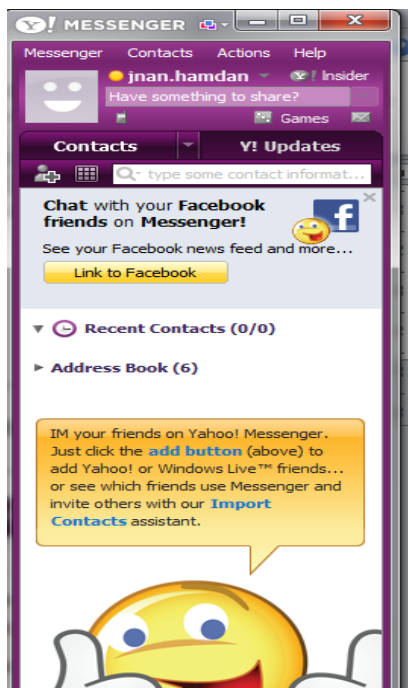 Y! MESSENGER
Messenger Contacts Actions Help
jnan.hamdan Y! Insider
Have something to share?
Games
Contacts Y! Updates
type some contact informat...
Chat with your Facebook
friends on Messenger!
f
See your Facebook news feed and more...
Link to Facebook
Recent Contacts (0/0)
Address Book (6)
IM your friends on Yahoo! Messenger.
Just click the add button (above) to
add Yahoo! or Windows Live™ friends...
or see which friends use Messenger and
invite others with our Import
Contacts assistant.